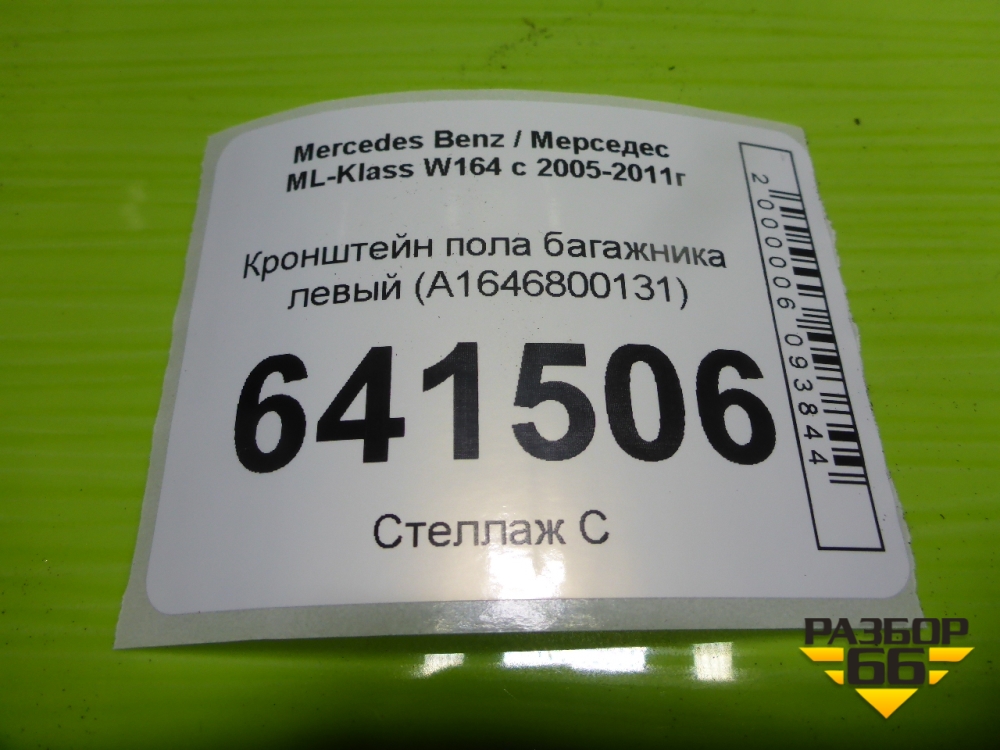 Mercedes Benz / Мерседес
ML-Klass W164 с 2005-2011г
Кронштейн пола багажника
левый (A1646800131)
641506
Стеллаж С
2000006093844
РАЗБОР
66